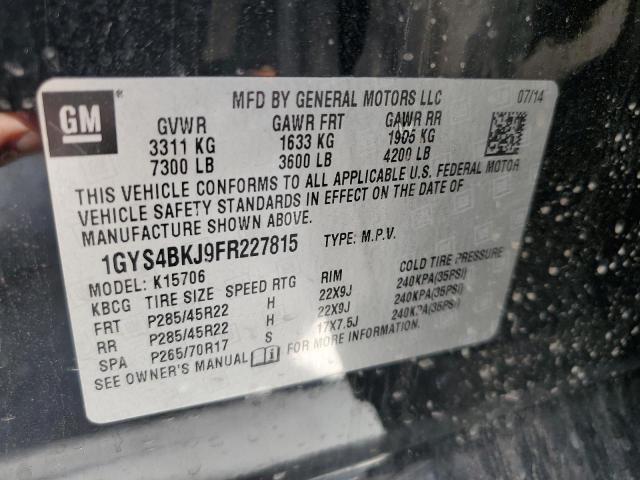 GM ® MFD BY GENERAL MOTORS LLC 07/14
GVWR GAWR FRT GAWR RR
3311 KG 1633 KG 1905 KG
7300 LB 3600 LB 4200 LB
THIS VEHICLE CONFORMS TO ALL APPLICABLE U.S. FEDERAL MOTOR
VEHICLE SAFETY STANDARDS IN EFFECT ON THE DATE OF
MANUFACTURE SHOWN ABOVE.
1GYS4BKJ9FR227815 TYPE: M.P.V.
MODEL: K15706
KBCG TIRE SIZE SPEED RTG RIM COLD TIRE PRESSURE
FRT P285/45R22 H 22X9J 240KPA(35PSI)
RR P285/45R22 H 22X9J 240KPA(35PSI)
SPA P265/70R17 S 17X7.5J 240KPA(35PSI)
SEE OWNER'S MANUAL FOR MORE INFORMATION.